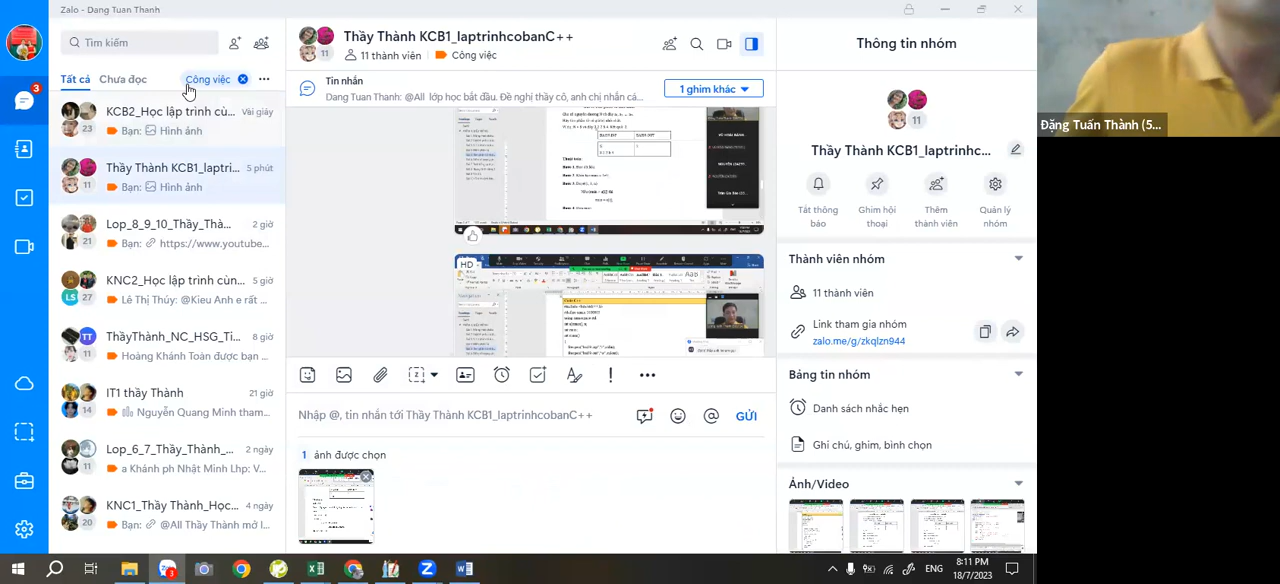 Zalo - Dang Tuan Thanh
Tìm kiếm
Tất cả
Chưa đọc
Công việc
3
KCB2_Học lập trình cù...
Vài giây
23
Bạn: Hình ảnh
Thầy Thành KCB1_laptri...
5 phút
11
Bạn: Hình ảnh
Lop_8_9_10_Thầy_Thà...
2 giờ
21
Bạn: https://www.youtube...
KNC2_Học lập trình cùn...
5 giờ
LS
27
Lê Thị Thúy: @Kieu Anh e rất ...
Thầy Thành_NC_HSG_Ti...
8 giờ
TT
11
Hoàng Khánh Toàn được bạn ...
IT1 thầy Thành
21 giờ
14
Nguyễn Quang Minh tham...
Lop_6_7_Thầy_Thành_...
2 ngày
11
a Khánh ph Nhật Minh Lhp: V...
KNC1_Thầy Thành_Học...
4 ngày
20
Bạn: @All Thầy Thành mở l...
Thầy Thành KCB1_laptrinhcobanC++
11
11 thành viên
Công việc
Tin nhắn
Dang Tuan Thanh: @All lớp học bắt đầu. Đề nghị thầy cô, anh chị nhắn cá...
1 ghim khác
HD
Nhập @, tin nhắn tới Thầy Thành KCB1_laptrinhcobanC++
GỬI
1 ảnh được chọn
Thông tin nhóm
11
Thầy Thành KCB1_laptrinhc...
Tắt thông báo
Ghim hội thoại
Thêm thành viên
Quản lý nhóm
Thành viên nhóm
11 thành viên
Link tham gia nhóm
zalo.me/g/zkqlzn944
Bảng tin nhóm
Danh sách nhắc hẹn
Ghi chú, ghim, bình chọn
Ảnh/Video
Đặng Tuấn Thành (5...
3
ENG
8:11 PM
18/7/2023